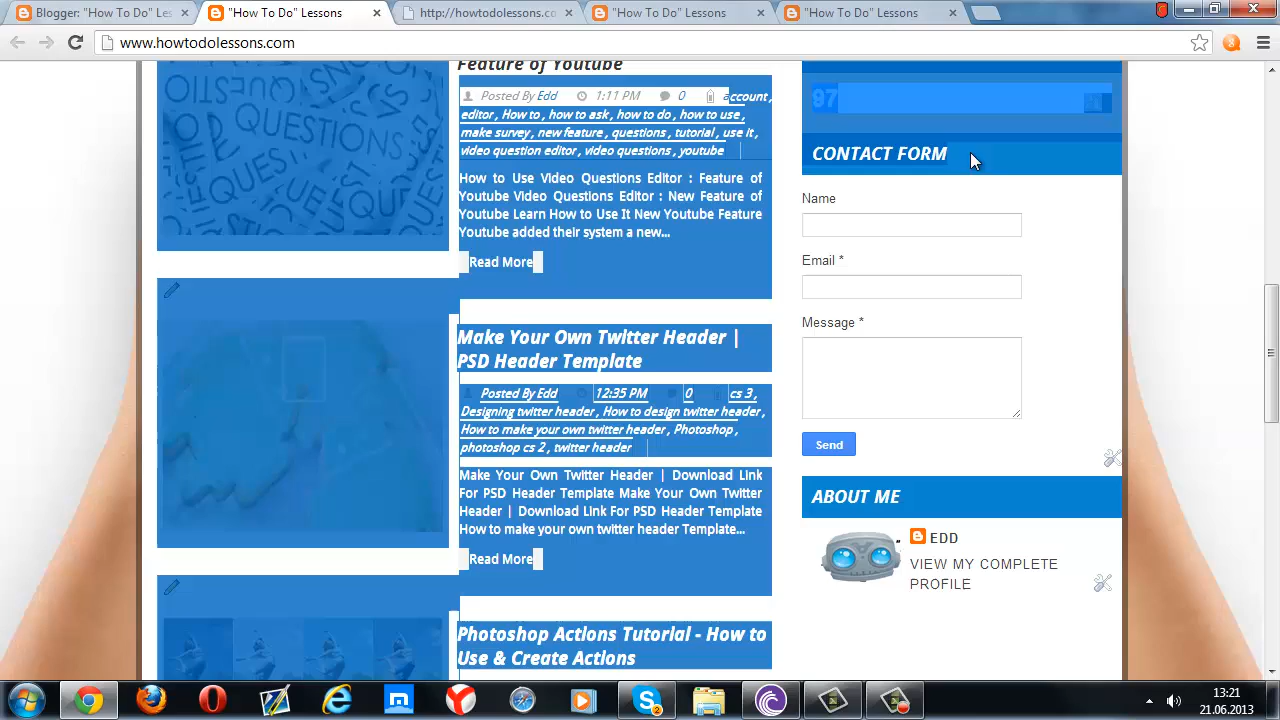 Blogger: "How To Do" Les
"How To Do" Lessons
http://howtodolessons.co
"How To Do" Lessons
"How To Do" Lessons
www.howtodolessons.com
QUESTIONS
Feature of Youtube
Posted By Edd 1:11 PM 0 account ,
editor , How to , how to ask , how to do , how to use ,
make survey , new feature , questions , tutorial , use it ,
video question editor , video questions , youtube
How to Use Video Questions Editor : Feature of
Youtube Video Questions Editor : New Feature of
Youtube Learn How to Use It New Youtube Feature
Youtube added their system a new...
Read More
Make Your Own Twitter Header |
PSD Header Template
Posted By Edd 12:35 PM 0 cs 3 ,
Designing twitter header , How to design twitter header ,
How to make your own twitter header , Photoshop ,
photoshop cs 2 , twitter header
Make Your Own Twitter Header | Download Link
For PSD Header Template Make Your Own Twitter
Header | Download Link For PSD Header Template
How to make your own twitter header Template...
Read More
Photoshop Actions Tutorial - How to
Use & Create Actions
97
CONTACT FORM
Name
Email *
Message *
Send
ABOUT ME
EDD
VIEW MY COMPLETE
PROFILE
13:21
21.06.2013